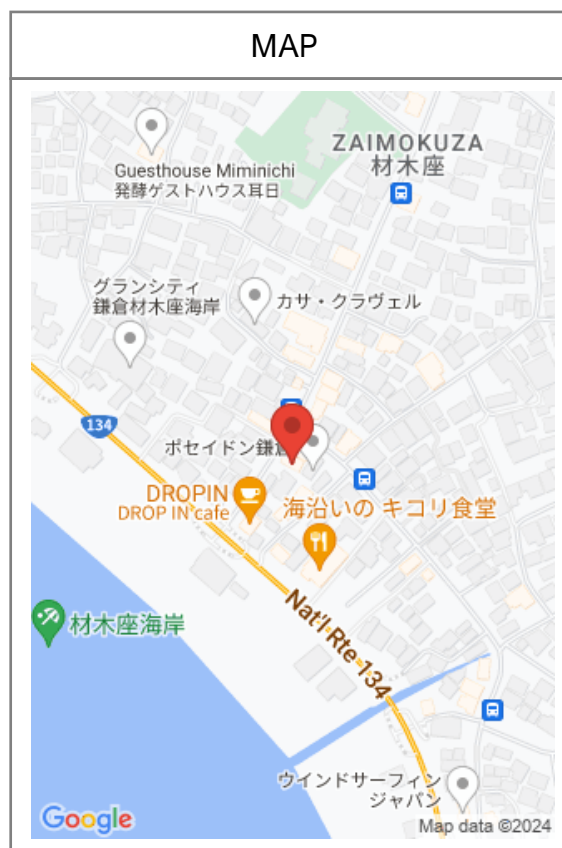 MAP
ZAIMOKUZA
材木座
Guesthouse Miminichi
発酵ゲストハウス耳日
グランシティ
鎌倉材木座海岸
カサ・クラヴェル
134
ポセイドン鎌倉
DROPIN
DROP IN cafe
海沿いの キコリ食堂
材木座海岸
Nat'l Rte 134
ウインドサーフィン
ジャパン
Google
Map data ©2024